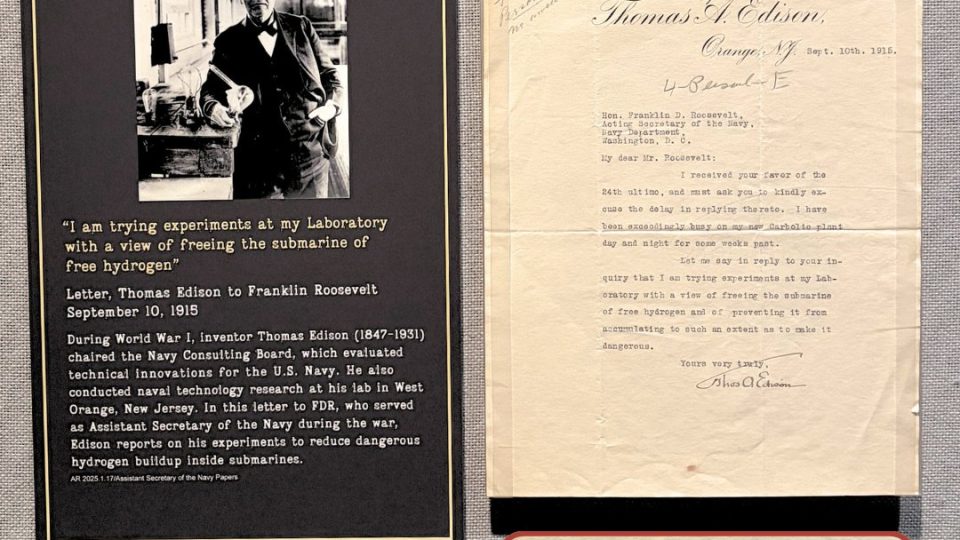 “I am trying experiments at my Laboratory
with a view of freeing the submarine of
free hydrogen”
Letter, Thomas Edison to Franklin Roosevelt
September 10, 1915
During World War I, inventor Thomas Edison (1847-1931)
chaired the Navy Consulting Board, which evaluated
technical innovations for the U.S. Navy. He also
conducted naval technology research at his lab in West
Orange, New Jersey. In this letter to FDR, who served
as Assistant Secretary of the Navy during the war,
Edison reports on his experiments to reduce dangerous
hydrogen buildup inside submarines.
AR 2025.1.17/Assistant Secretary of the Navy Papers
Thomas A. Edison,
Orange, N.J. Sept. 10th. 1915.
Hon. Franklin D. Roosevelt,
Acting Secretary of the Navy,
Navy Department,
Washington, D. C.
My dear Mr. Roosevelt:
I received your favor of the
24th ultimo, and must ask you to kindly ex-
cuse the delay in replying thereto. I have
been exceedingly busy on my new Carbolic plant
day and night for some weeks past.
Let me say in reply to your in-
quiry that I am trying experiments at my Lab-
oratory with a view of freeing the submarine
of free hydrogen and of preventing it from
accumulating to such an extent as to make it
dangerous.
Yours very truly,
Thos A Edison